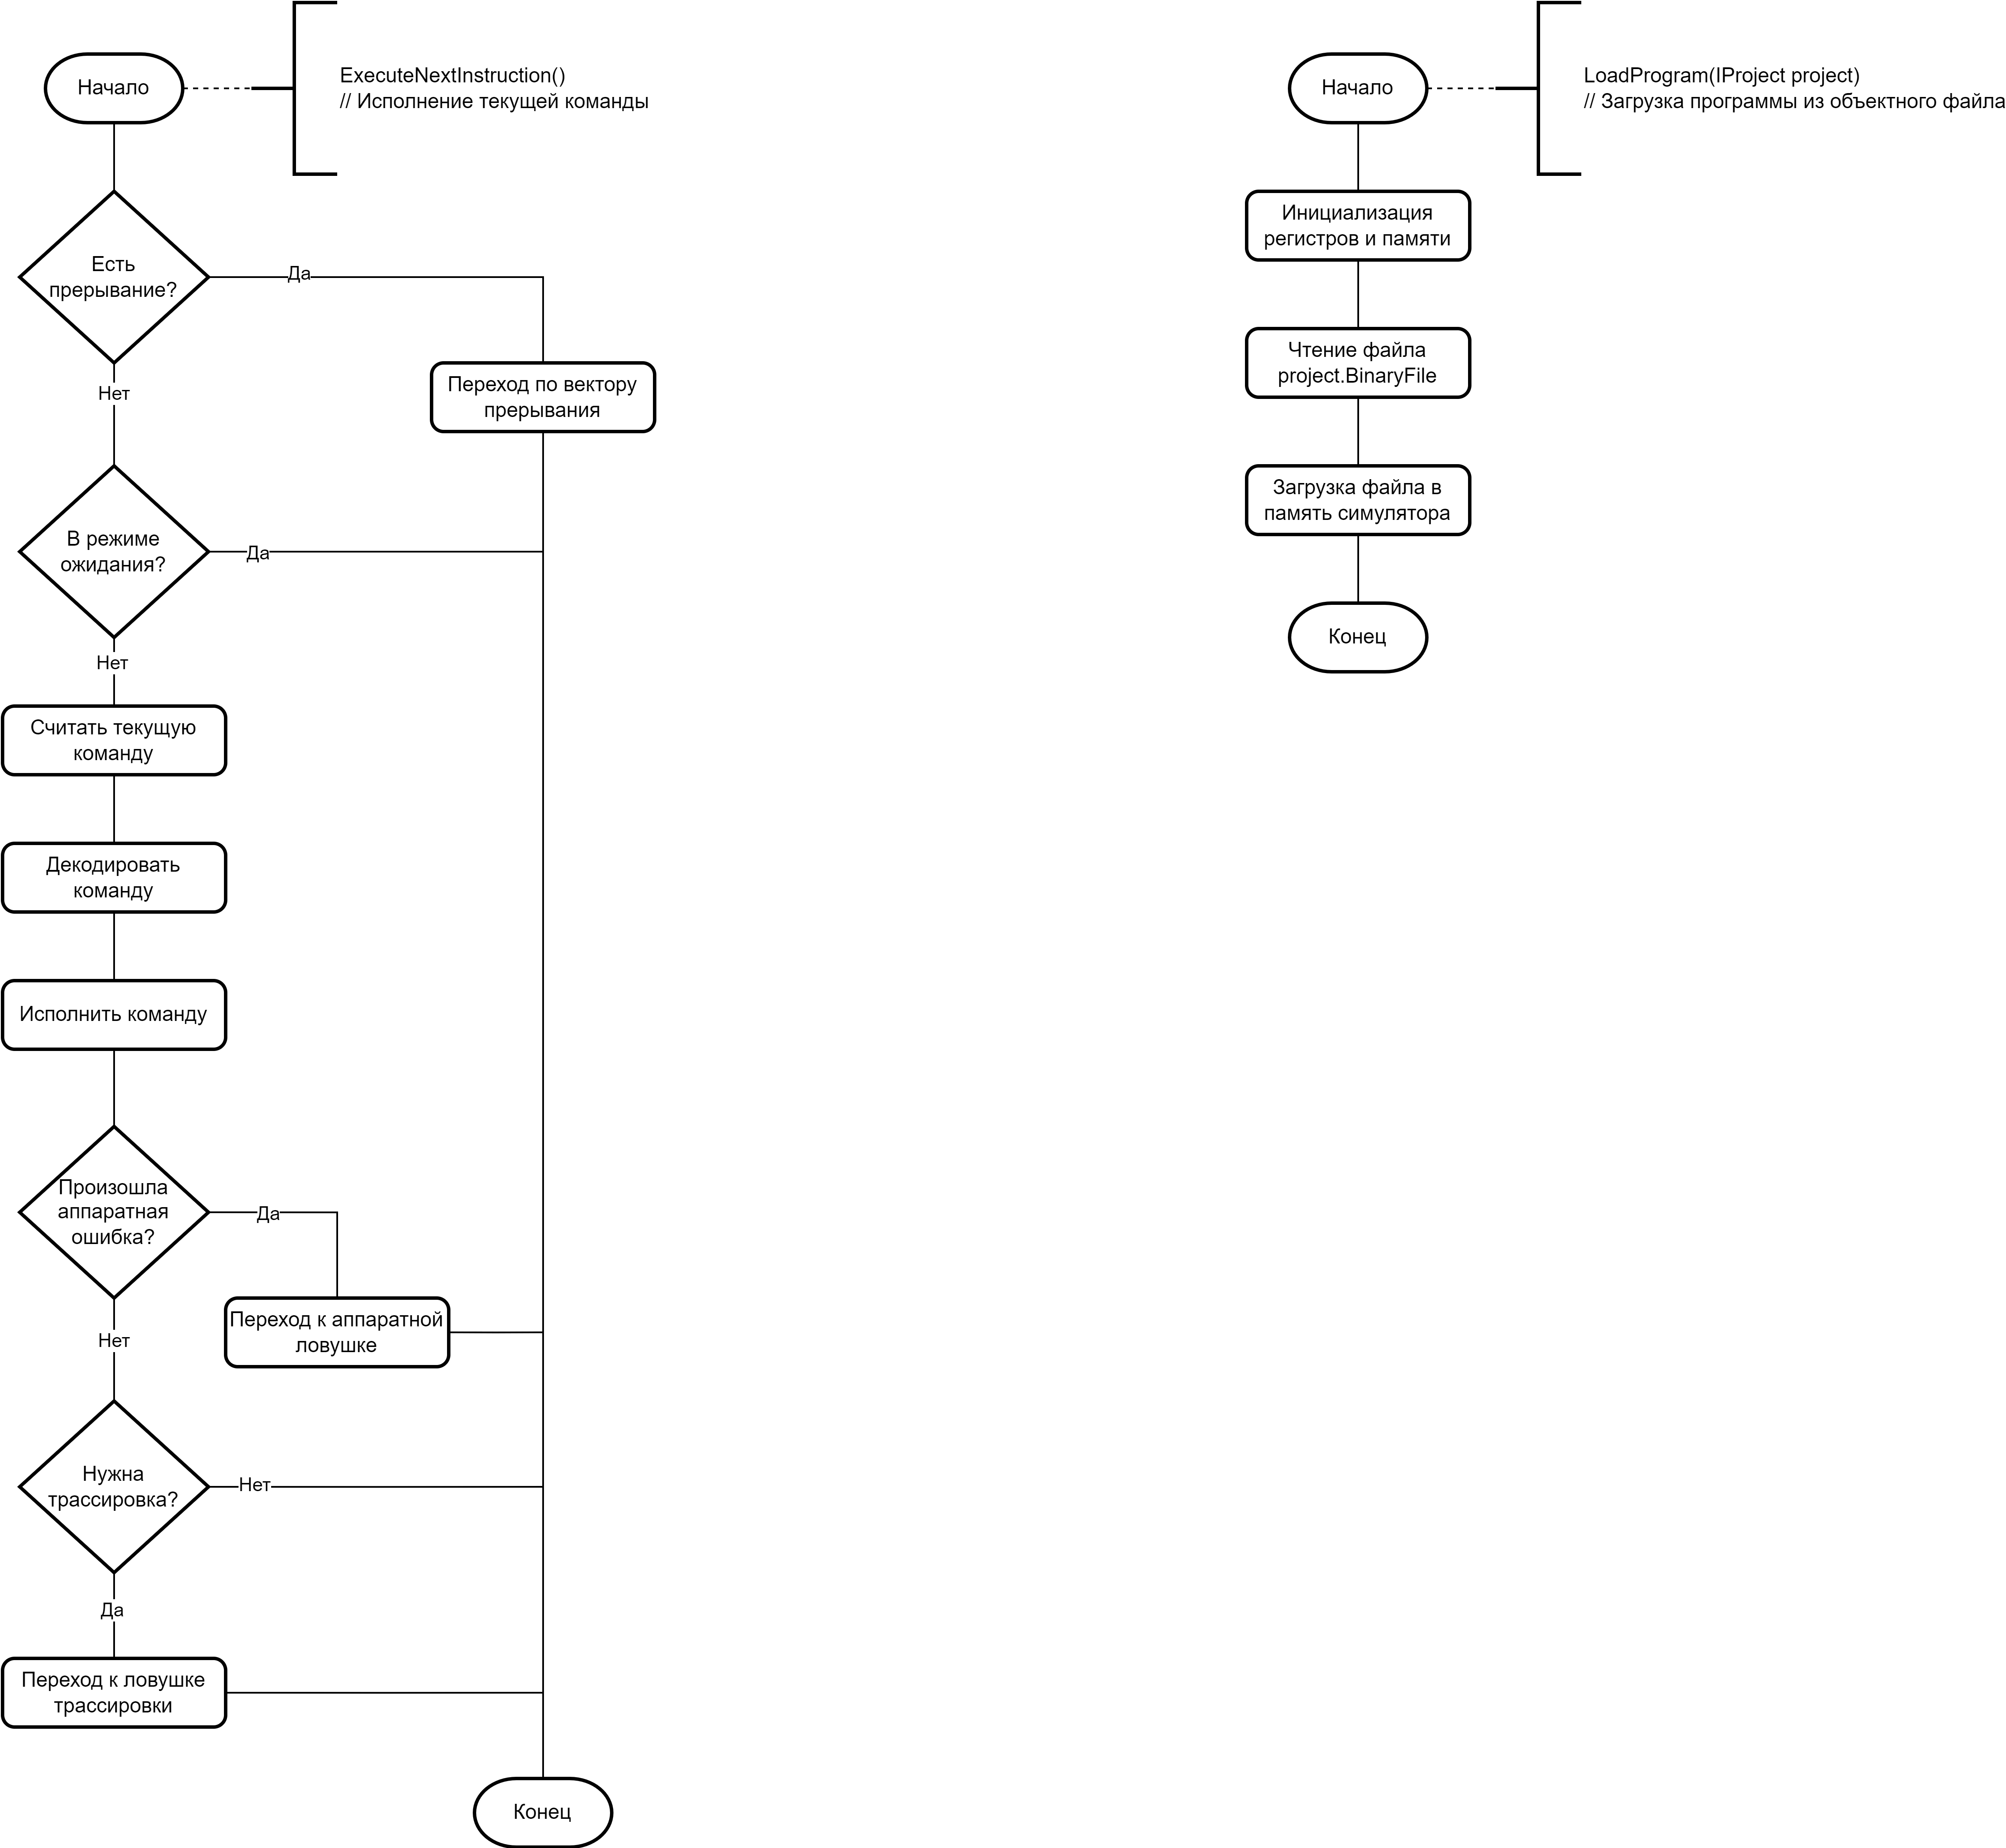 Начало
ExecuteNextInstruction()
// Исполнение текущей команды
Есть
прерывание?
Да
Переход по вектору
прерывания
Нет
В режиме
ожидания?
Да
Нет
Считать текущую
команду
Декодировать
команду
Исполнить команду
Произошла
аппаратная
ошибка?
Да
Переход к аппаратной
ловушке
Нет
Нужна
трассировка?
Нет
Да
Переход к ловушке
трассировки
Конец
Начало
LoadProgram(IProject project)
// Загрузка программы из объектного файла
Инициализация
регистров и памяти
Чтение файла
project.BinaryFile
Загрузка файла в
память симулятора
Конец